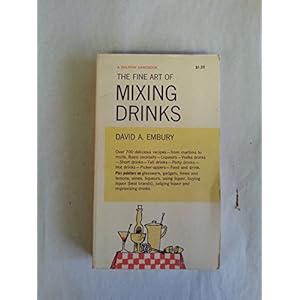 A DOLPHIN HANDBOOK
$1.39
THE FINE ART OF
MIXING
DRINKS
DAVID A. EMBURY
Over 700 delicious recipes—from martinis to
mulls, Basic cocktails—Liqueurs—Vodka drinks
—Short drinks—Tall drinks—Party drinks—
Hot drinks—Picker-uppers—Food and drink.
Plus pointers on glassware, gadgets, limes and
lemons, wines, liqueurs, using liquor, buying
liquor (best brands), judging liquor and
improvising drinks.